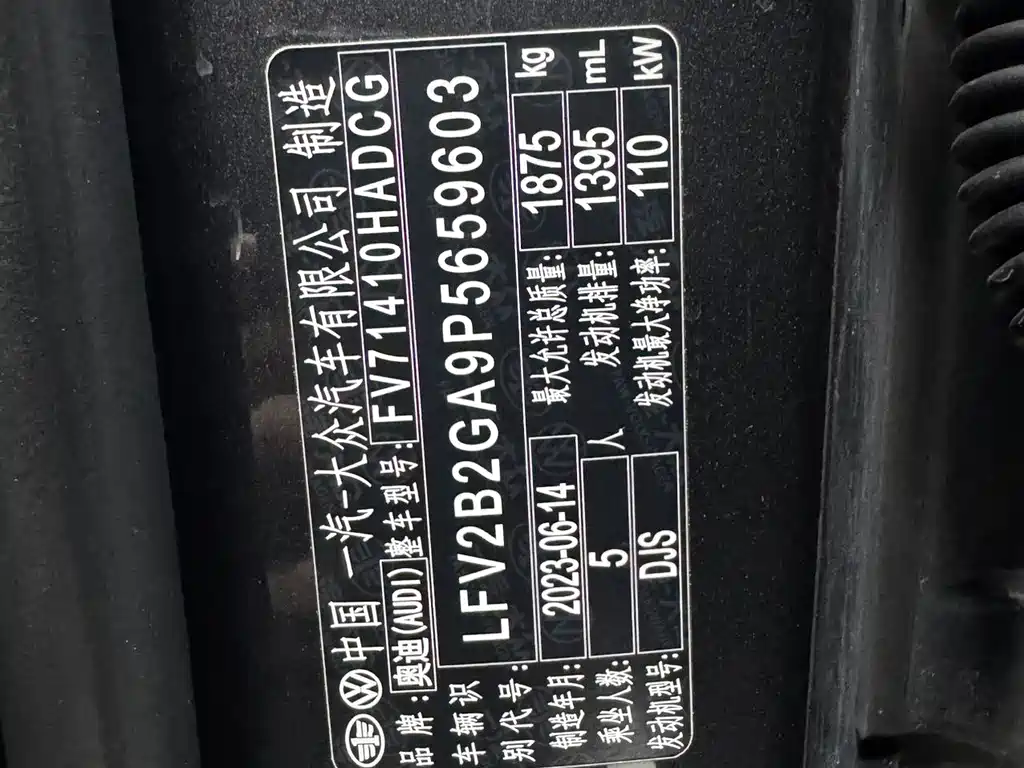 中国 一汽-大众汽车有限公司 制造
品牌:奥迪(AUDI) 整车型号:FV71410HADCG
车辆识别代号: LFV2B2GA9P5659603
制造年月:2023-06-14 最大允许总质量:1875 kg
乘坐人数:5 人 发动机排量:1395 mL
发动机型号:DJS 发动机最大净功率:110 kW